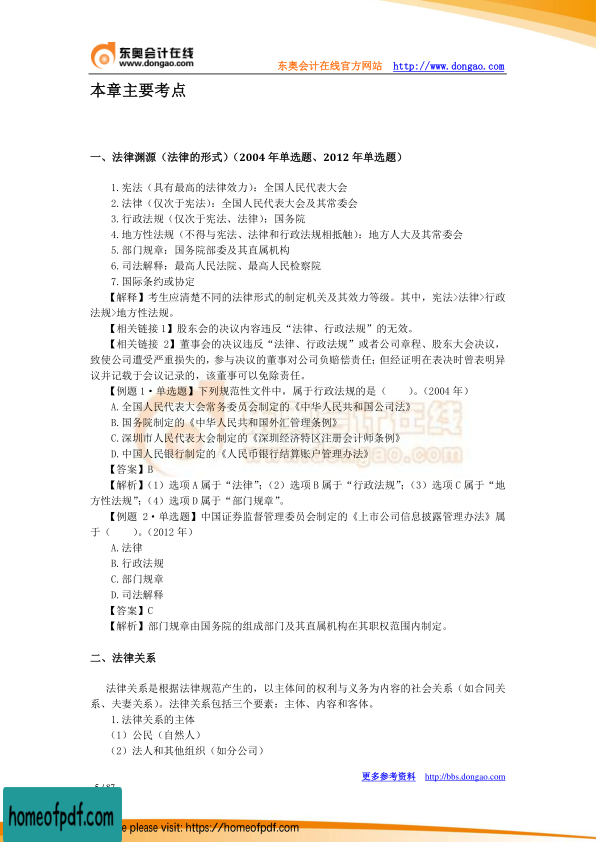 东奥会计在线
www.dongao.com
东奥会计在线官方网站 http://www.dongao.com
本章主要考点
一、法律渊源（法律的形式）（2004 年单选题、2012 年单选题）
1.宪法（具有最高的法律效力）：全国人民代表大会
2.法律（仅次于宪法）：全国人民代表大会及其常委会
3.行政法规（仅次于宪法、法律）：国务院
4.地方性法规（不得与宪法、法律和行政法规相抵触）：地方人大及其常委会
5.部门规章：国务院部委及其直属机构
6.司法解释：最高人民法院、最高人民检察院
7.国际条约或协定
【解释】考生应清楚不同的法律形式的制定机关及其效力等级。其中，宪法>法律>行政
法规>地方性法规。
【相关链接 1】股东会的决议内容违反“法律、行政法规”的无效。
【相关链接 2】董事会的决议违反“法律、行政法规”或者公司章程、股东大会决议，
致使公司遭受严重损失的，参与决议的董事对公司负赔偿责任；但经证明在表决时曾表明异
议并记载于会议记录的，该董事可以免除责任。
【例题 1·单选题】下列规范性文件中，属于行政法规的是（　　）。（2004 年）
A.全国人民代表大会常务委员会制定的《中华人民共和国公司法》
B.国务院制定的《中华人民共和国外汇管理条例》
C.深圳市人民代表大会制定的《深圳经济特区注册会计师条例》
D.中国人民银行制定的《人民币银行结算账户管理办法》
【答案】B
【解析】（1）选项 A 属于“法律”；（2）选项 B 属于“行政法规”；（3）选项 C 属于“地
方性法规”；（4）选项 D 属于“部门规章”。
【例题 2·单选题】中国证券监督管理委员会制定的《上市公司信息披露管理办法》属
于（　　）。（2012 年）
A.法律
B.行政法规
C.部门规章
D.司法解释
【答案】C
【解析】部门规章由国务院的组成部门及其直属机构在其职权范围内制定。
二、法律关系
法律关系是根据法律规范产生的，以主体间的权利与义务为内容的社会关系（如合同关
系、夫妻关系）。法律关系包括三个要素：主体、内容和客体。
1.法律关系的主体
（1）公民（自然人）
（2）法人和其他组织（如分公司）
更多参考资料 http://bbs.dongao.com
5 / 87
homeofpdf.com
please visit: https://homeofpdf.com